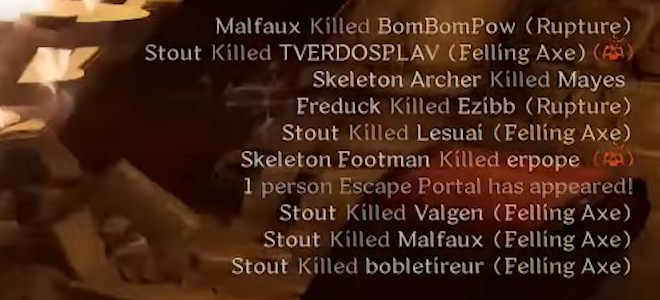 Malfaux Killed BomBomPow (Rupture)
Stout Killed TVERDOSPLAV (Felling Axe)
Skeleton Archer Killed Mayes
Freduck Killed Ezibb (Rupture)
Stout Killed Lesuai (Felling Axe)
Skeleton Footman Killed erpope
1 person Escape Portal has appeared!
Stout Killed Valgen (Felling Axe)
Stout Killed Malfaux (Felling Axe)
Stout Killed bobletireur (Felling Axe)